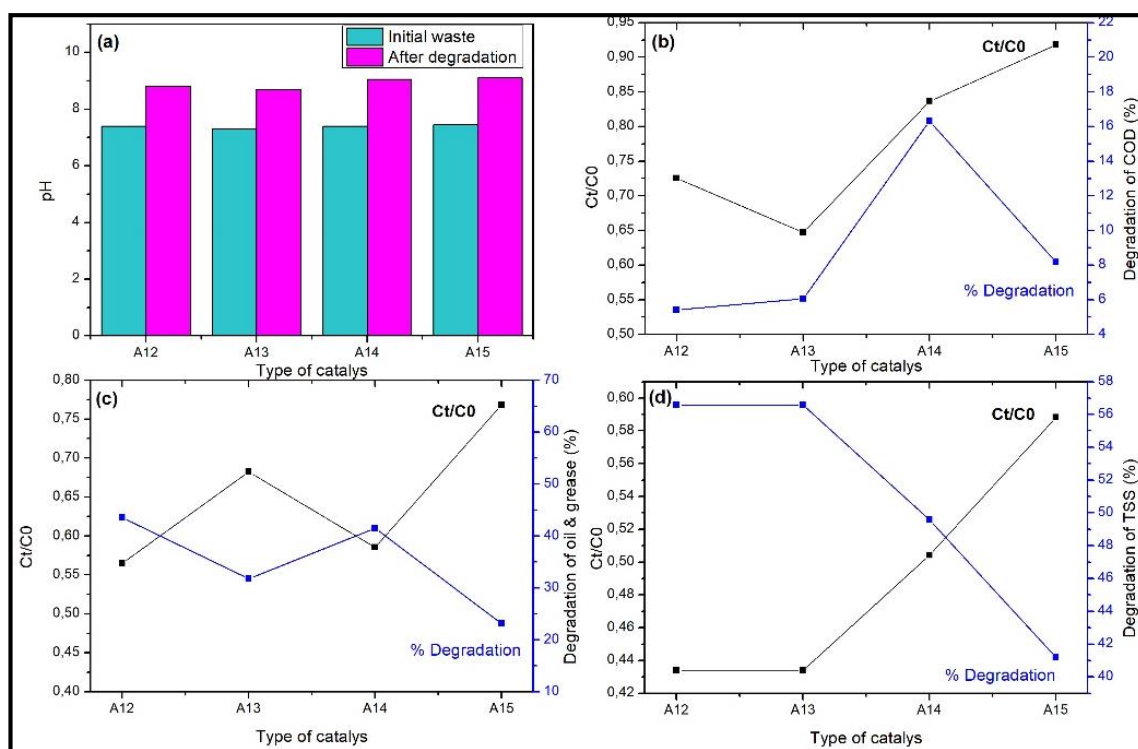 (a)
Initial waste
After degradation
10
8
6
4
2
0
pH
A12 A13 A14 A15
Type of catalys
(b)
Ct/C0
0,95
0,90
0,85
0,80
0,75
0,70
0,65
0,60
0,55
0,50
Ct/C0
22
20
18
16
14
12
10
8
6
4
Degradation of COD (%)
% Degradation
A12 A13 A14 A15
Type of catalys
(c)
Ct/C0
0,80
0,75
0,70
0,65
0,60
0,55
0,50
0,45
0,40
Ct/C0
70
60
50
40
30
20
10
Degradation of oil & grease (%)
% Degradation
A12 A13 A14 A15
Type of catalys
(d)
Ct/C0
0,60
0,58
0,56
0,54
0,52
0,50
0,48
0,46
0,44
0,42
Ct/C0
58
56
54
52
50
48
46
44
42
40
Degradation of TSS (%)
% Degradation
A12 A13 A14 A15
Type of catalys